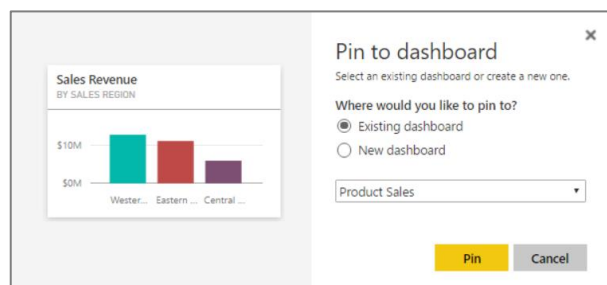 Sales Revenue
BY SALES REGION
$10M
$0M
Wester... Eastern ... Central ...
Pin to dashboard
Select an existing dashboard or create a new one.
Where would you like to pin to?
Existing dashboard
New dashboard
Product Sales
Pin Cancel